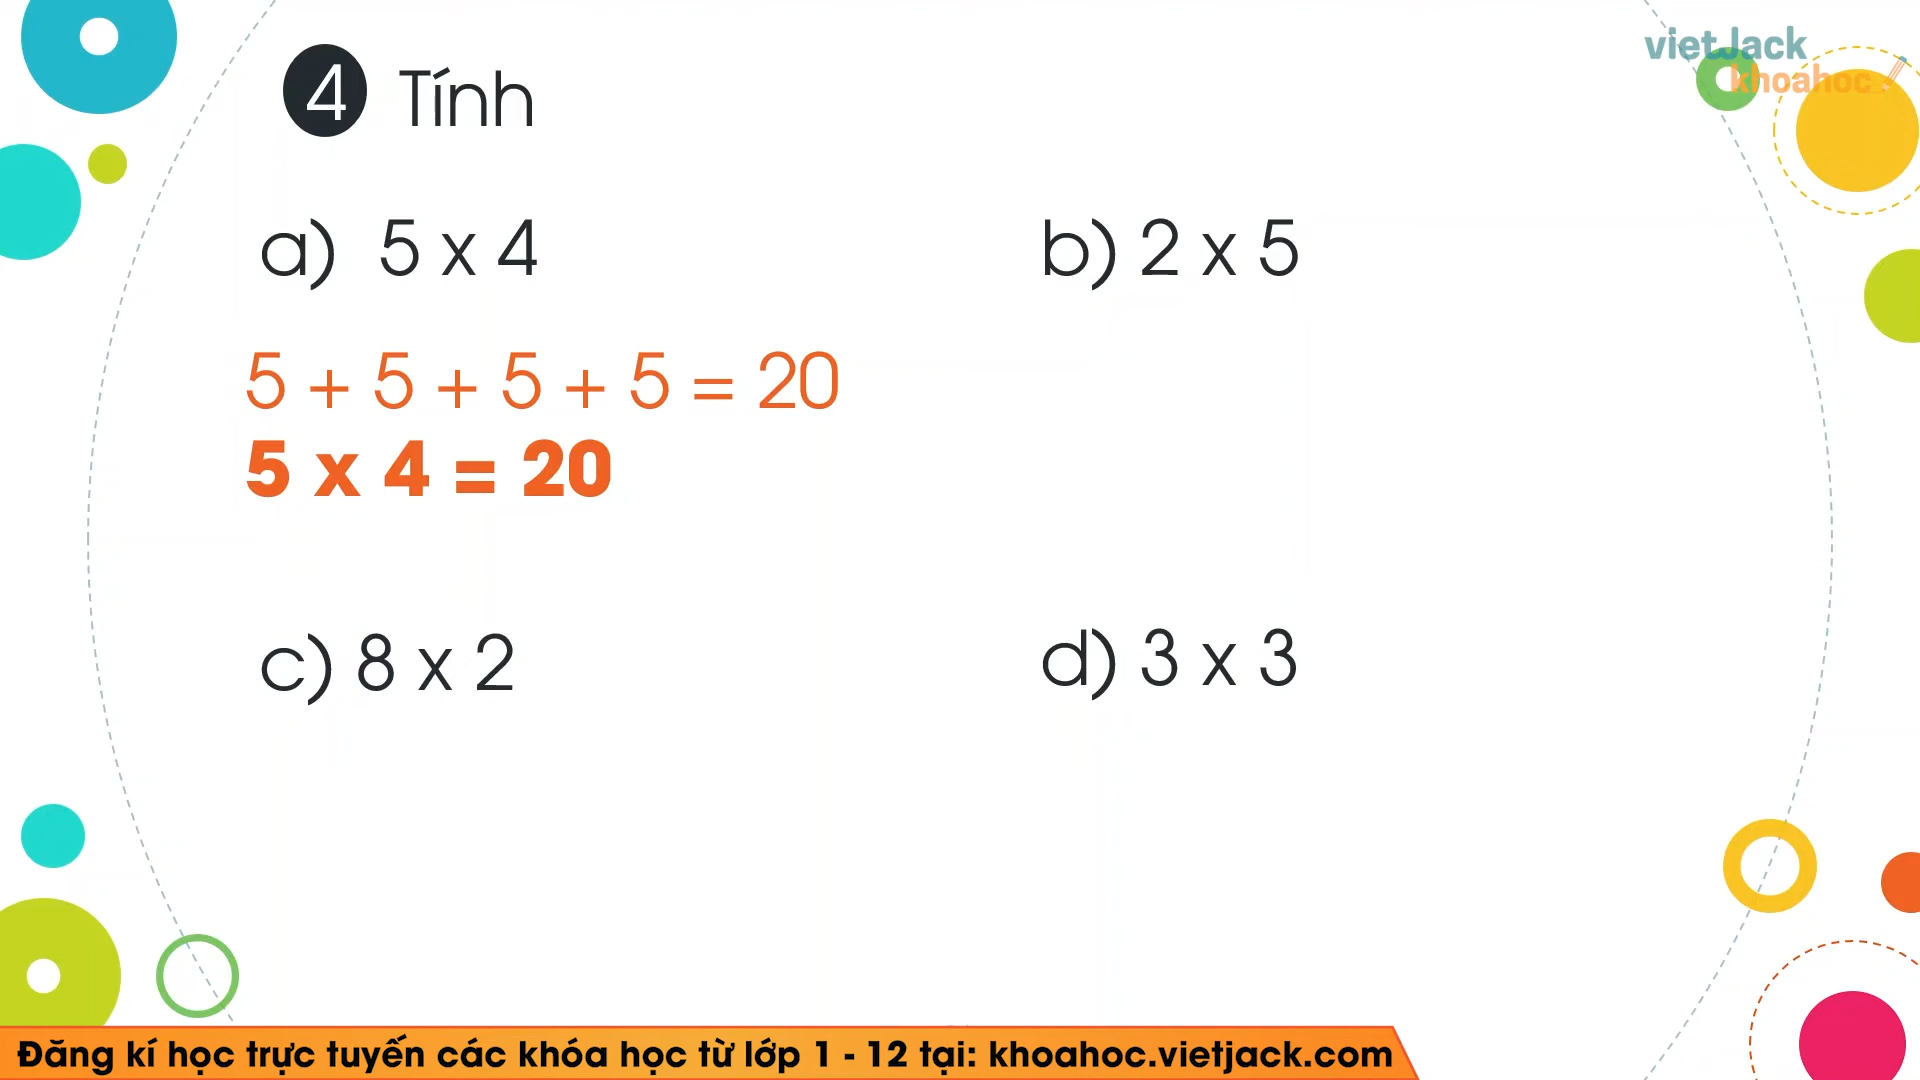 vietJack
khoahoc
4 Tính
a) 5 x 4
b) 2 x 5
5 + 5 + 5 + 5 = 20
5 x 4 = 20
c) 8 x 2
d) 3 x 3
Đăng kí học trực tuyến các khóa học từ lớp 1 - 12 tại: khoahoc.vietjack.com